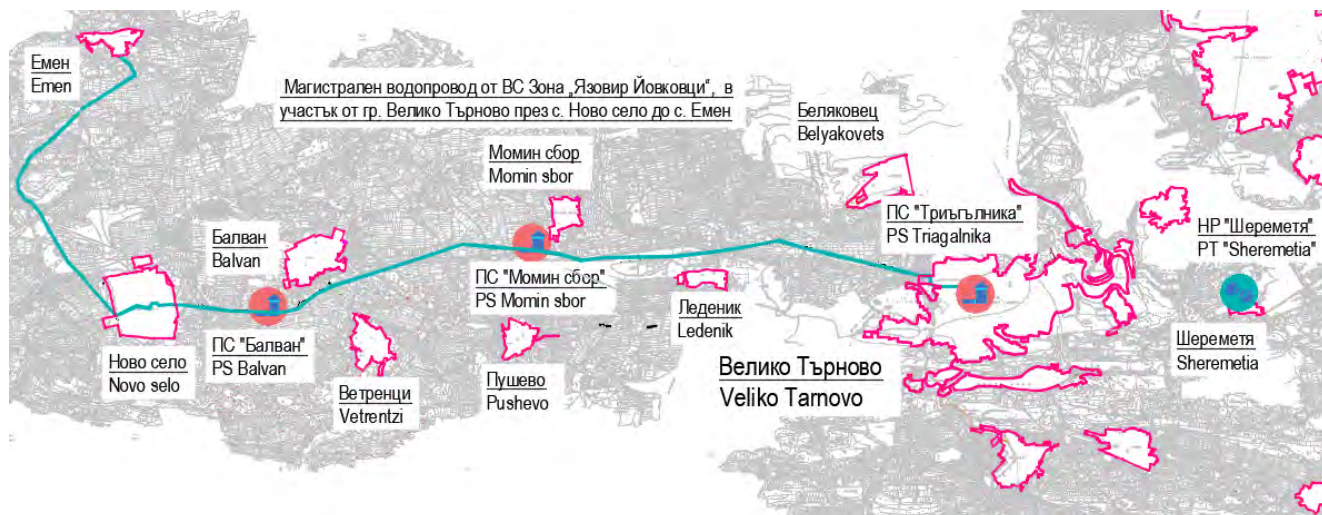 Емен
Emen
Магистрален водопровод от ВС Зона „Язовир Йовковци", в
участък от гр. Велико Търново през с. Ново село до с. Емен
Беляковец
Belyakovets
Момин сбор
Momin sbor
ПС "Триъгълника"
PS Triagalnika
НР "Шереметя"
PT "Sheremetia"
Балван
Balvan
ПС "Момин сбор"
PS Momin sbor
Леденик
Ledenik
Ново село
Novo selo
ПС "Балван"
PS Balvan
Ветренци
Vetrentzi
Пушево
Pushevo
Велико Търново
Veliko Tarnovo
Шереметя
Sheremetia